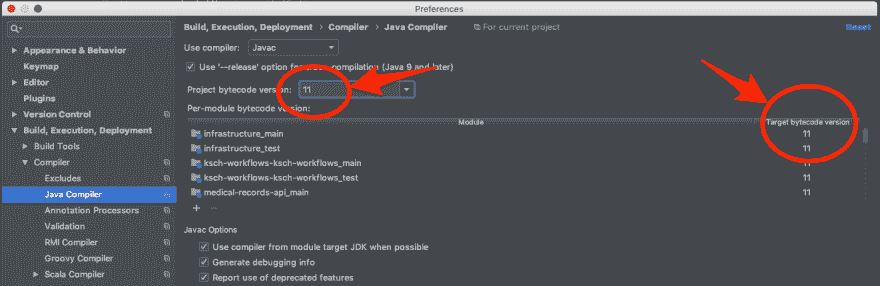 Preferences
Build, Execution, Deployment › Compiler › Java Compiler
For current project
Reset
Appearance & Behavior
Keymap
Editor
Plugins
Version Control
Build, Execution, Deployment
Build Tools
Compiler
Excludes
Java Compiler
Annotation Processors
Validation
RMI Compiler
Groovy Compiler
Scala Compiler
Use compiler: Javac
Use '--release' option for cross-compilation (Java 9 and later)
Project bytecode version: 11
Per-module bytecode version:
Module Target bytecode version
infrastructure_main 11
infrastructure_test 11
ksch-workflows-ksch-workflows_main 11
ksch-workflows-ksch-workflows_test 11
medical-records-api_main 11
Javac Options
Use compiler from module target JDK when possible
Generate debugging info
Report use of deprecated features